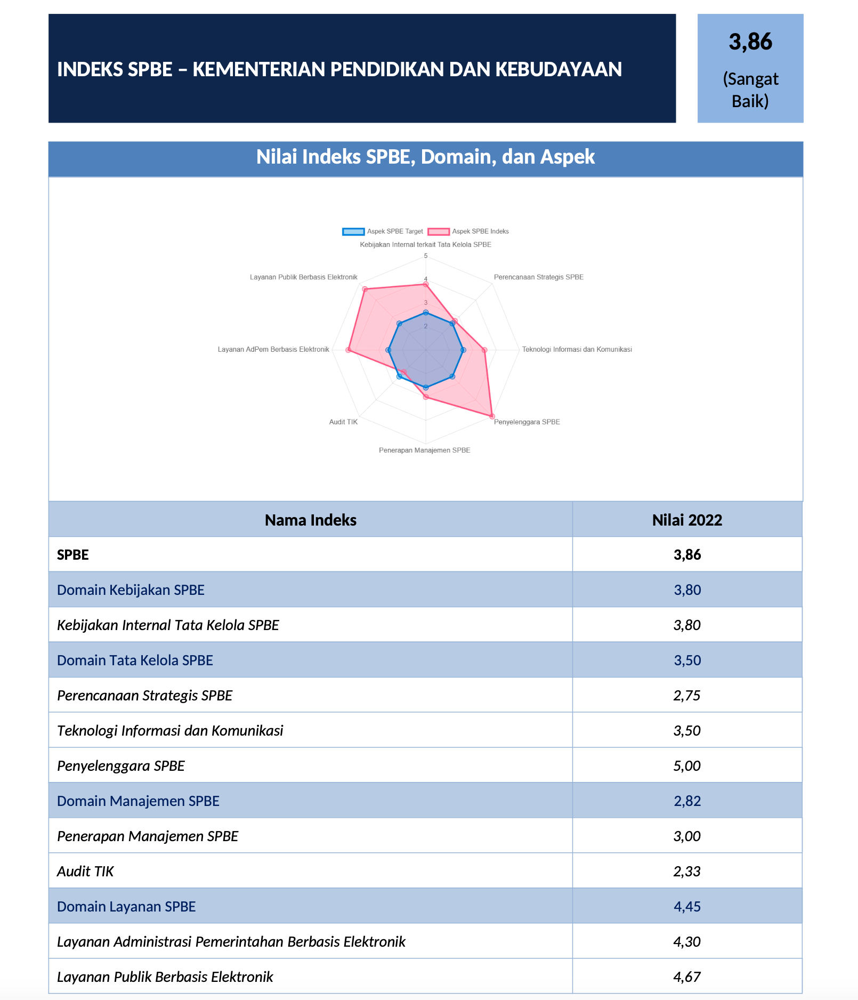 INDEKS SPBE – KEMENTERIAN PENDIDIKAN DAN KEBUDAYAAN
3,86
(Sangat
Baik)
Nilai Indeks SPBE, Domain, dan Aspek
Aspek SPBE Target
Aspek SPBE Indeks
Kebijakan Internal terkait Tata Kelola SPBE
5
4
3
2
Layanan Publik Berbasis Elektronik
Perencanaan Strategis SPBE
Layanan AdPem Berbasis Elektronik
Teknologi Informasi dan Komunikasi
Audit TIK
Penyelenggara SPBE
Penerapan Manajemen SPBE
Nama Indeks Nilai 2022
SPBE 3,86
Domain Kebijakan SPBE 3,80
Kebijakan Internal Tata Kelola SPBE 3,80
Domain Tata Kelola SPBE 3,50
Perencanaan Strategis SPBE 2,75
Teknologi Informasi dan Komunikasi 3,50
Penyelenggara SPBE 5,00
Domain Manajemen SPBE 2,82
Penerapan Manajemen SPBE 3,00
Audit TIK 2,33
Domain Layanan SPBE 4,45
Layanan Administrasi Pemerintahan Berbasis Elektronik 4,30
Layanan Publik Berbasis Elektronik 4,67